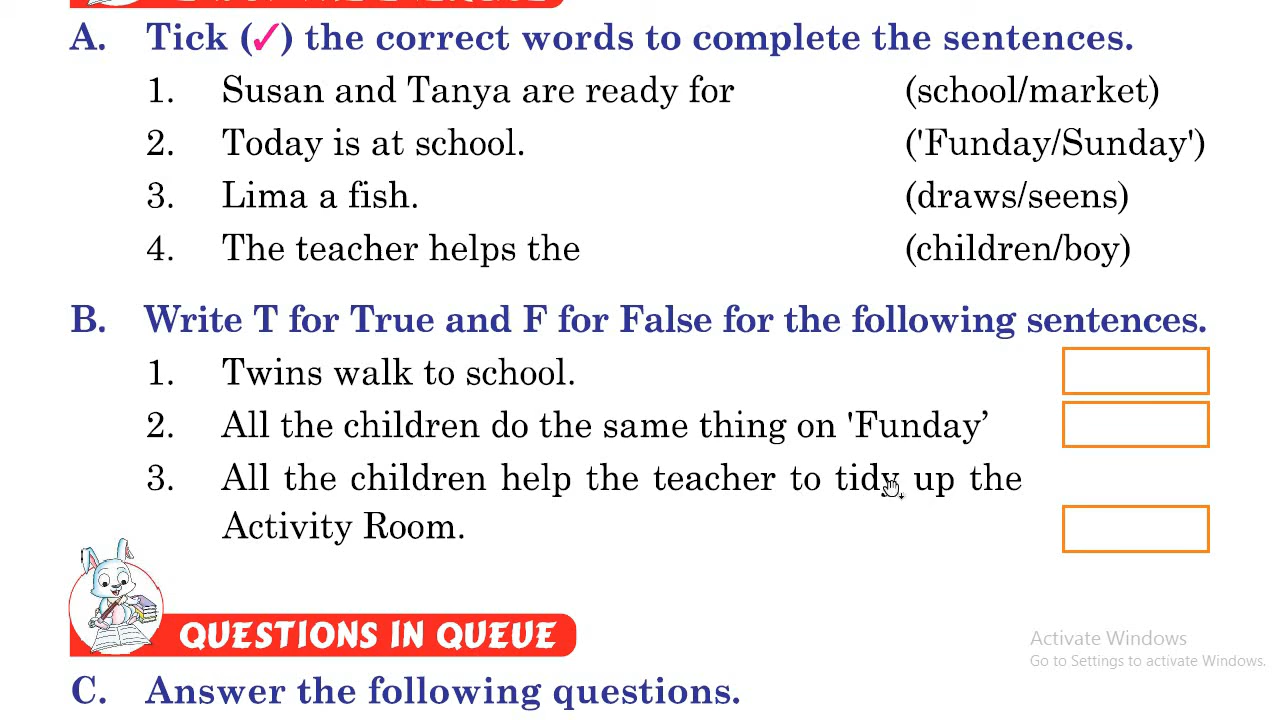 A. Tick (✓) the correct words to complete the sentences.
1. Susan and Tanya are ready for (school/market)
2. Today is at school. ('Funday/Sunday')
3. Lima a fish. (draws/seens)
4. The teacher helps the (children/boy)
B. Write T for True and F for False for the following sentences.
1. Twins walk to school.
2. All the children do the same thing on 'Funday’
3. All the children help the teacher to tidy up the
Activity Room.
QUESTIONS IN QUEUE
Activate Windows
Go to Settings to activate Windows.
C. Answer the following questions.